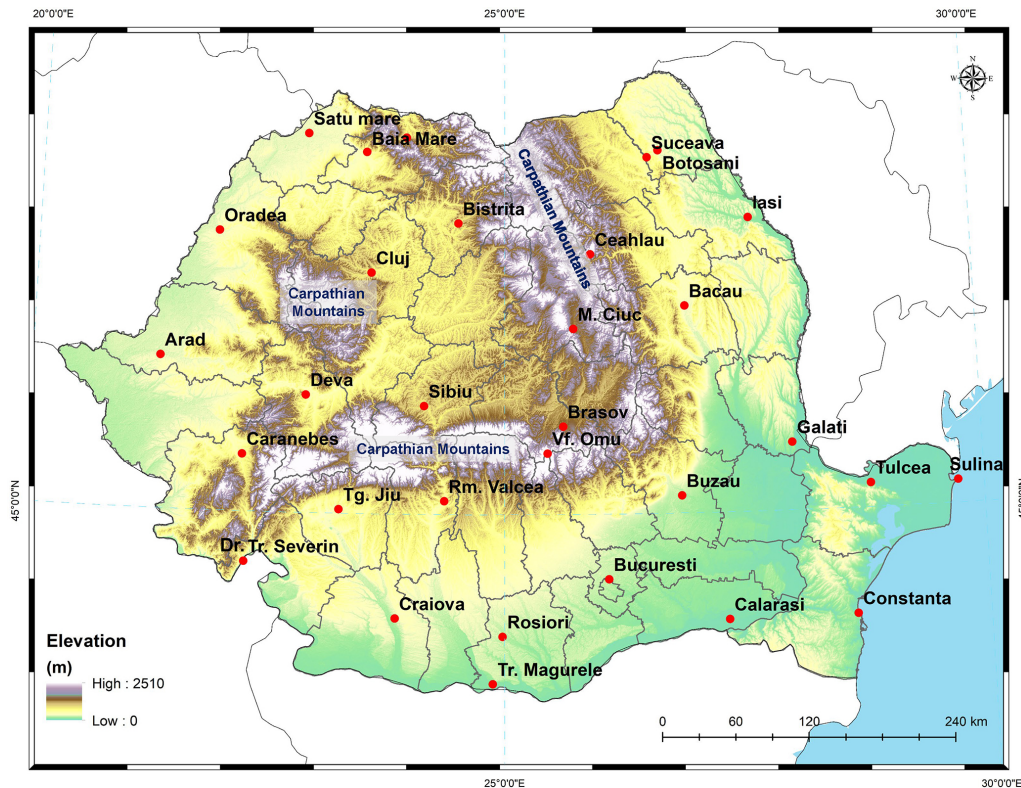 20°0'0"E
25°0'0"E
30°0'0"E
N
W
E
S
Satu mare
Baia Mare
Suceava
Botosani
Carpathian Mountains
Iasi
Bistrita
Oradea
Ceahlau
Cluj
Carpathian
Mountains
Bacau
M. Ciuc
Arad
Deva
Sibiu
Brasov
Caranebes
Carpathian Mountains
Vf. Omu
Galati
Tulcea
Sulina
Tg. Jiu
Rm. Valcea
Buzau
45°0'0"N
45°0'0"N
Dr. Tr. Severin
Bucuresti
Craiova
Calarasi
Constanta
Rosiori
Elevation
(m)
Tr. Magurele
High : 2510
Low : 0
0
60
120
240 km
25°0'0"E
30°0'0"E